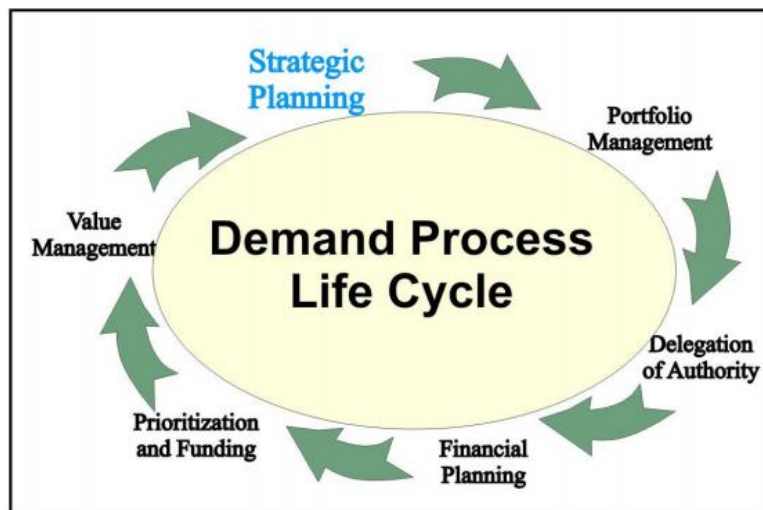 Strategic
Planning
Portfolio
Management
Value
Management
Demand Process
Life Cycle
Delegation
of Authority
Prioritization
and Funding
Financial
Planning